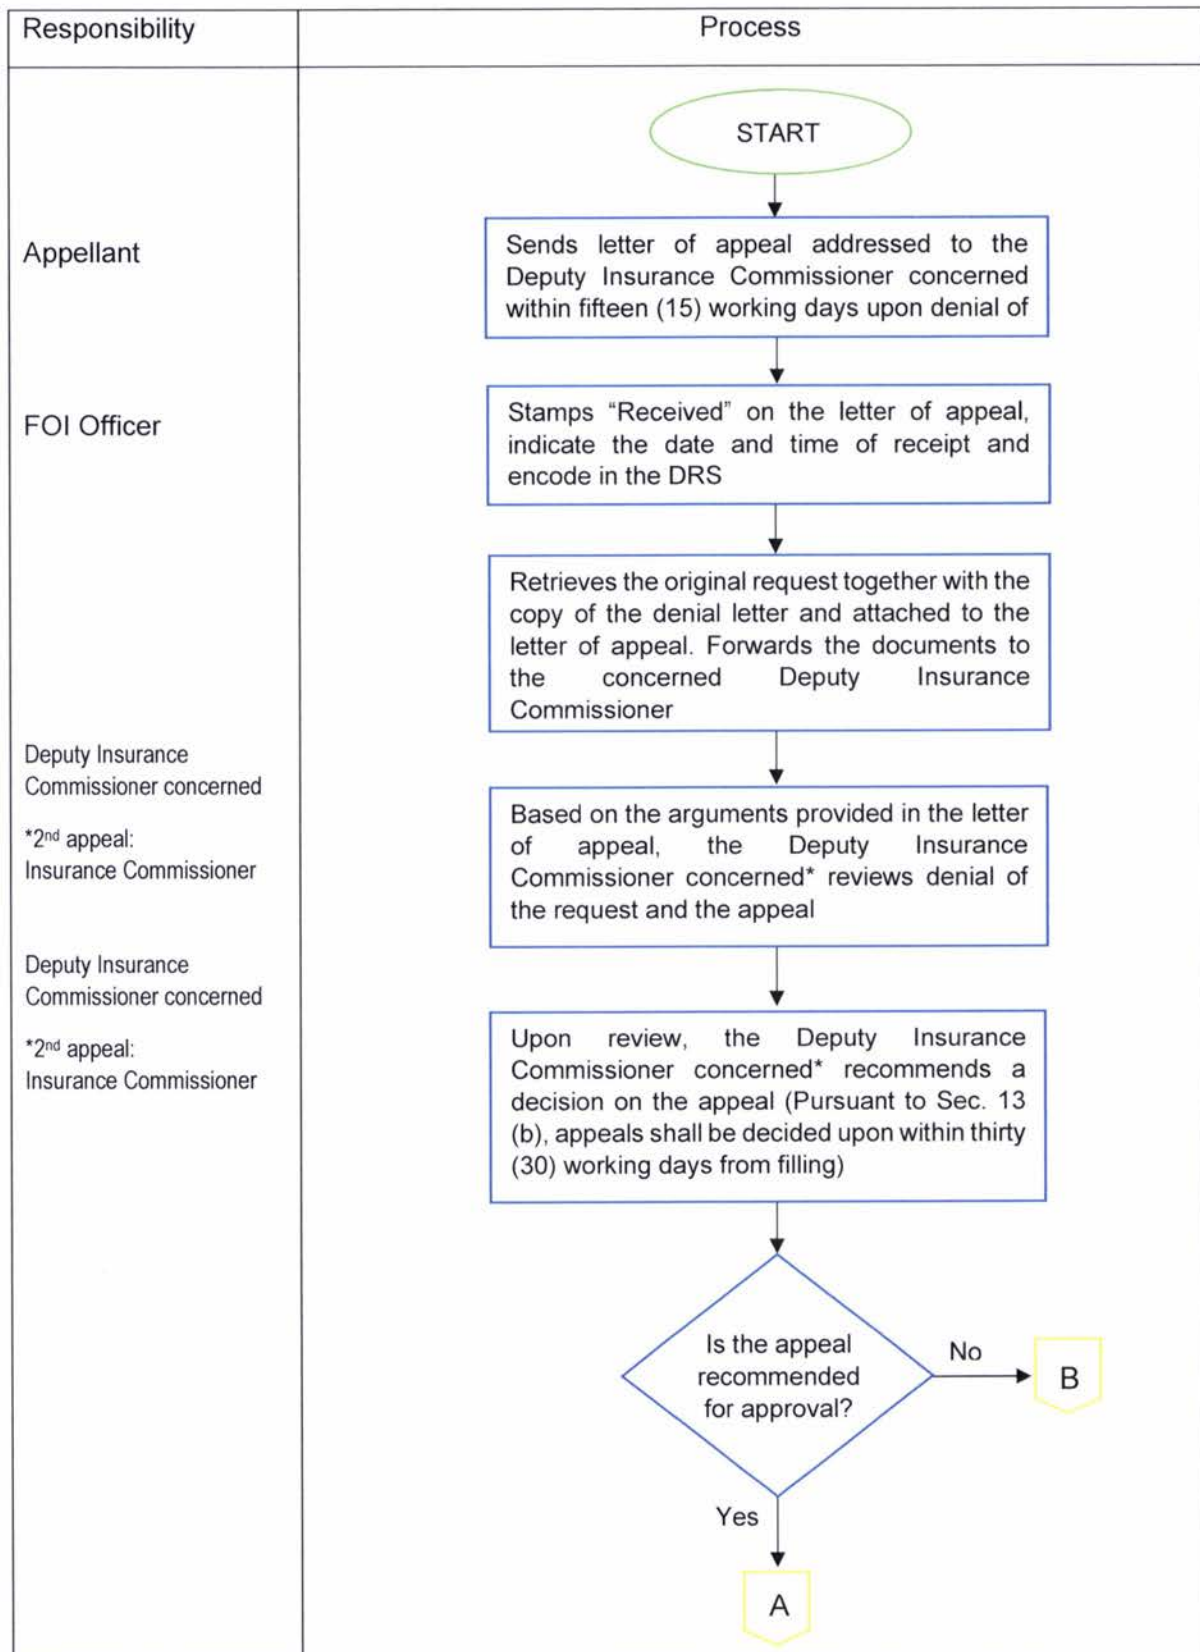 Responsibility
Process
START
Appellant
Sends letter of appeal addressed to the
Deputy Insurance Commissioner concerned
within fifteen (15) working days upon denial of
FOI Officer
Stamps “Received” on the letter of appeal,
indicate the date and time of receipt and
encode in the DRS
Retrieves the original request together with the
copy of the denial letter and attached to the
letter of appeal. Forwards the documents to
the concerned Deputy Insurance
Commissioner
Deputy Insurance
Commissioner concerned
*2nd appeal:
Insurance Commissioner
Based on the arguments provided in the letter
of appeal, the Deputy Insurance
Commissioner concerned* reviews denial of
the request and the appeal
Deputy Insurance
Commissioner concerned
*2nd appeal:
Insurance Commissioner
Upon review, the Deputy Insurance
Commissioner concerned* recommends a
decision on the appeal (Pursuant to Sec. 13
(b), appeals shall be decided upon within thirty
(30) working days from filling)
Is the appeal
recommended
for approval?
No
B
Yes
A